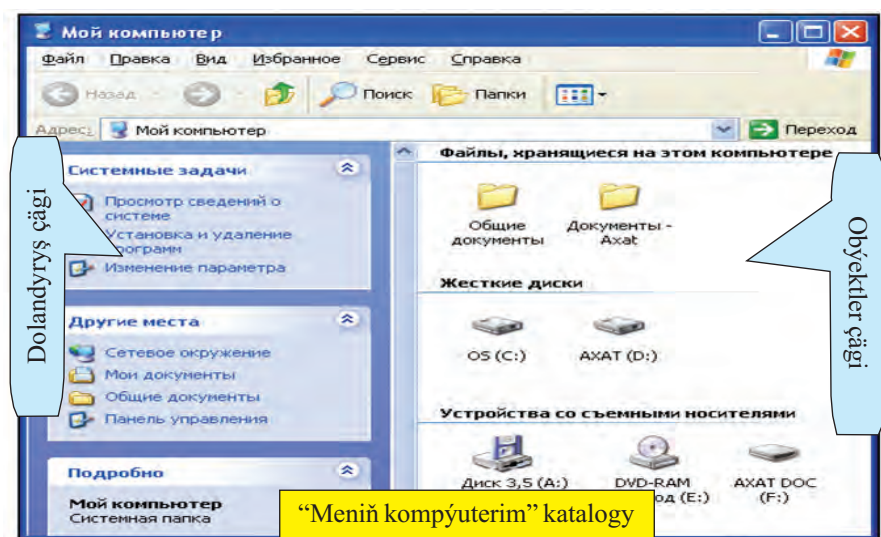 Мой компьютер
Файл Правка Вид Избранное Сервис Справка
Назад Поиск Папки
Адрес: Мой компьютер Переход
Системные задачи
Просмотр сведений о
системе
Установка и удаление
программ
Изменение параметра
Другие места
Сетевое окружение
Мои документы
Общие документы
Панель управления
Подробно
Мой компьютер
Системная папка
Файлы, хранящиеся на этом компьютере
Общие
документы
Документы -
Axat
Жесткие диски
OS (C:)
AXAT (D:)
Устройства со съемными носителями
Диск 3,5 (A:)
DVD-RAM
(E:)
AXAT DOC
(F:)
Dolandyryş çägi
Obýektler çägi
“Meniň kompýuterim” katalogy